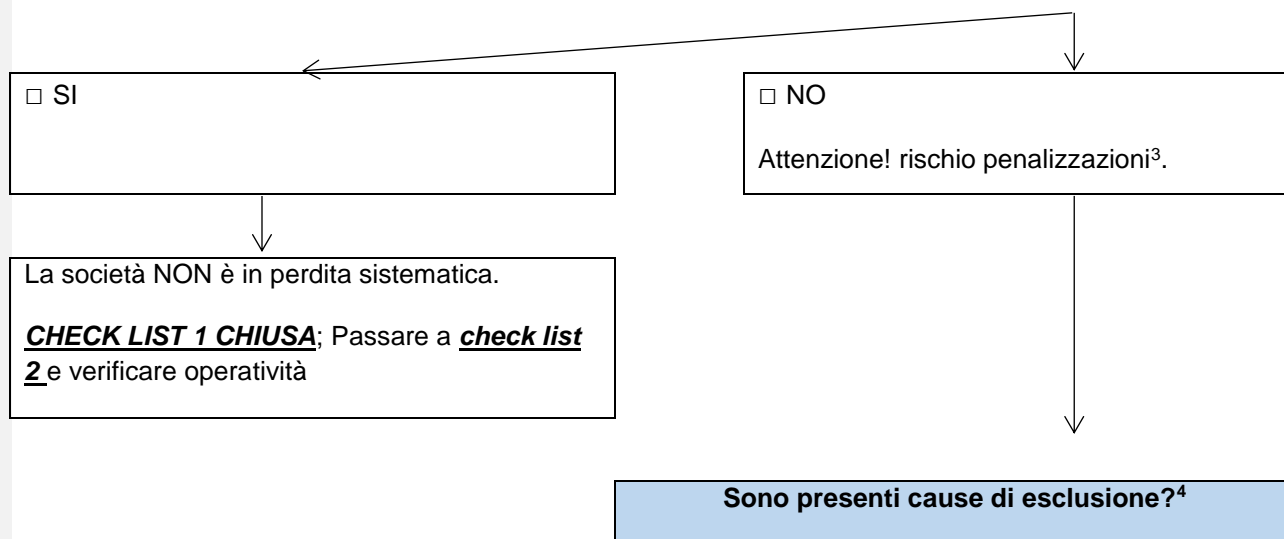 □ SI
□ NO
Attenzione! rischio penalizzazioni³.
La società NON è in perdita sistematica.
CHECK LIST 1 CHIUSA; Passare a check list
2 e verificare operatività
Sono presenti cause di esclusione?⁴